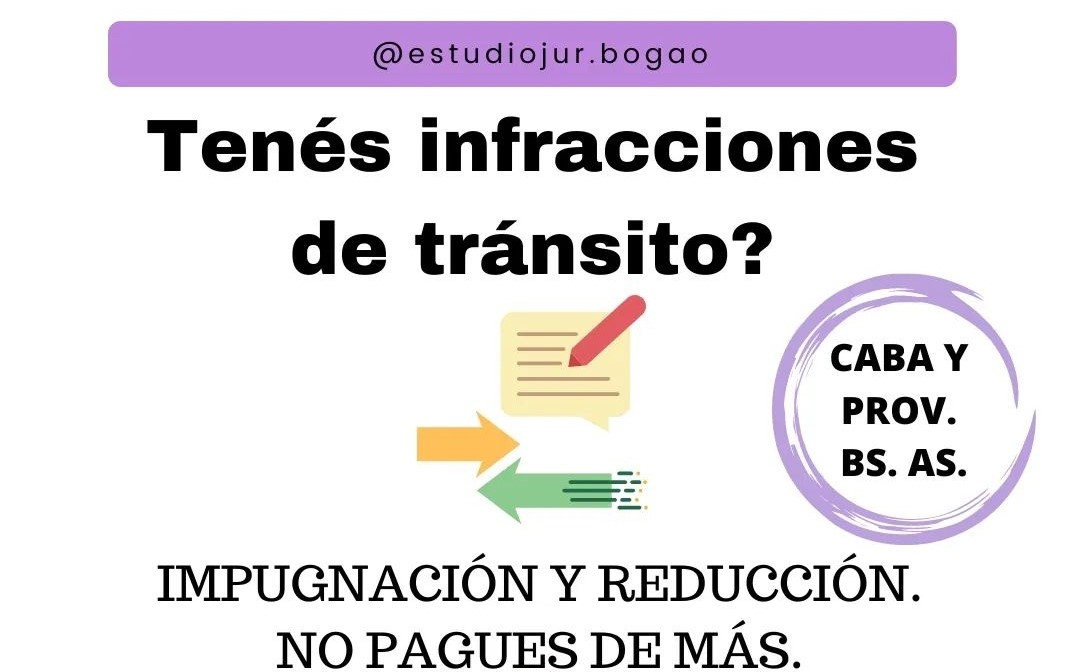 @estudiojur.bogao
Tenés infracciones
de tránsito?
CABA Y
PROV.
BS. AS.
IMPUGNACIÓN Y REDUCCIÓN.
NO PAGUES DE MÁS.